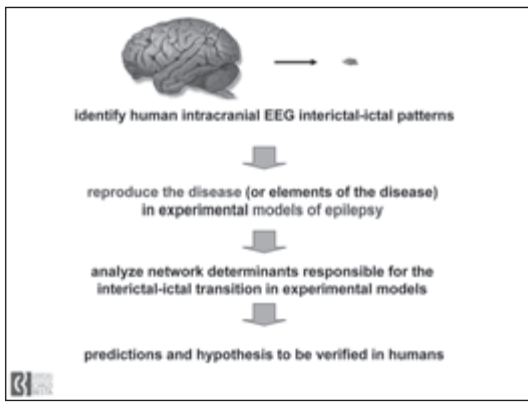 identify human intracranial EEG interictal-ictal patterns
reproduce the disease (or elements of the disease)
in experimental models of epilepsy
analyze network determinants responsible for the
interictal-ictal transition in experimental models
predictions and hypothesis to be verified in humans